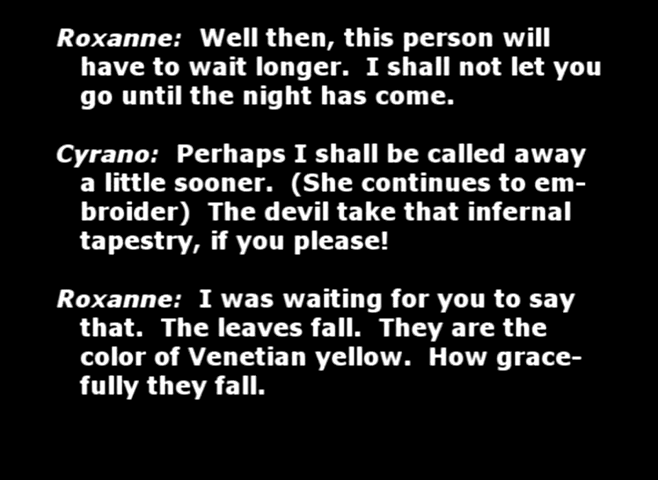 Roxanne:  Well then, this person will
have to wait longer.  I shall not let you
go until the night has come.
Cyrano:  Perhaps I shall be called away
a little sooner.  (She continues to em-
broider)  The devil take that infernal
tapestry, if you please!
Roxanne:  I was waiting for you to say
that.  The leaves fall.  They are the
color of Venetian yellow.  How grace-
fully they fall.